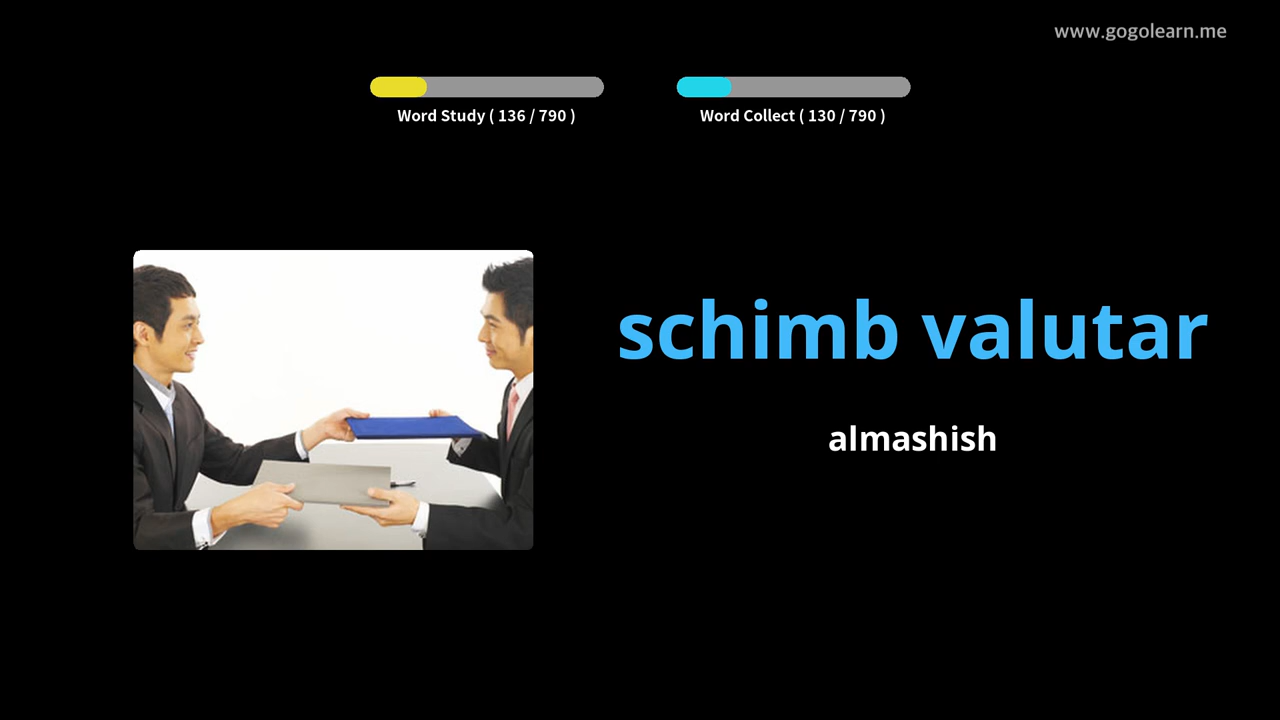 www.gogolearn.me
Word Study ( 136 / 790 )
Word Collect ( 130 / 790 )
schimb valutar
almashish